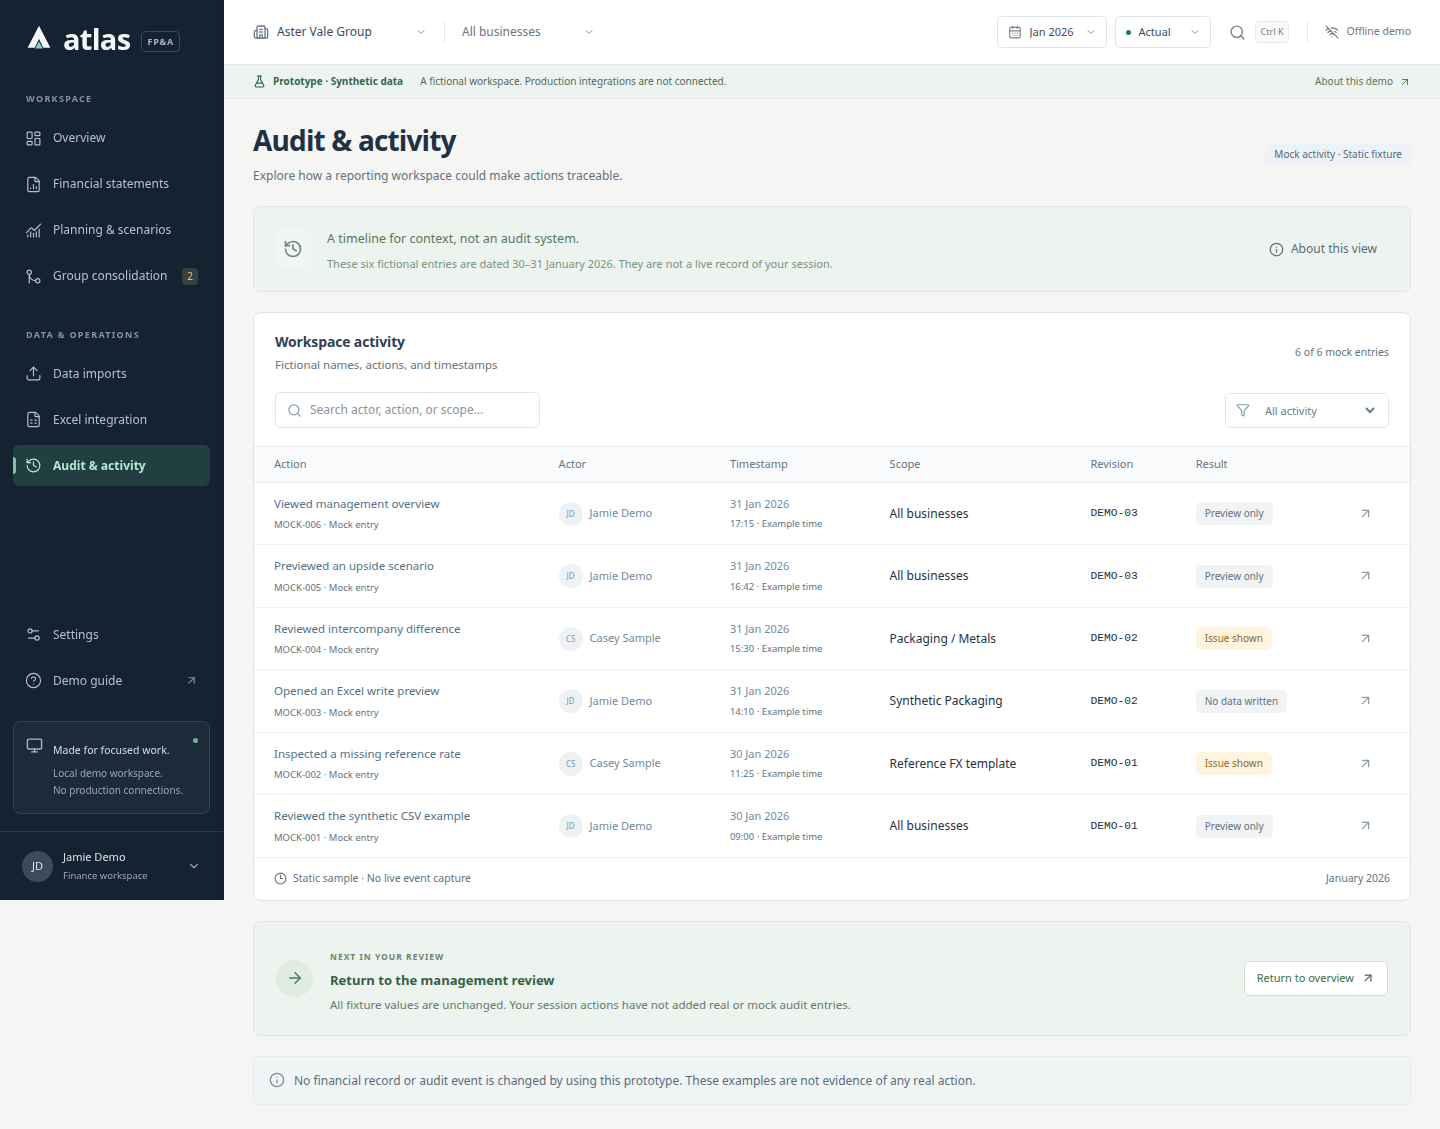 atlas FP&A
WORKSPACE
Overview
Financial statements
Planning & scenarios
Group consolidation 2
DATA & OPERATIONS
Data imports
Excel integration
Audit & activity
Settings
Demo guide
Made for focused work.
Local demo workspace.
No production connections.
JD Jamie Demo
Finance workspace
Aster Vale Group All businesses Jan 2026 Actual Ctrl K Offline demo
Prototype · Synthetic data A fictional workspace. Production integrations are not connected. About this demo
Audit & activity
Explore how a reporting workspace could make actions traceable.
Mock activity · Static fixture
A timeline for context, not an audit system.
These six fictional entries are dated 30–31 January 2026. They are not a live record of your session.
About this view
Workspace activity
Fictional names, actions, and timestamps
6 of 6 mock entries
Search actor, action, or scope... All activity
Action Actor Timestamp Scope Revision Result
Viewed management overview
MOCK-006 · Mock entry
JD Jamie Demo
31 Jan 2026
17:15 · Example time
All businesses DEMO-03 Preview only
Previewed an upside scenario
MOCK-005 · Mock entry
JD Jamie Demo
31 Jan 2026
16:42 · Example time
All businesses DEMO-03 Preview only
Reviewed intercompany difference
MOCK-004 · Mock entry
CS Casey Sample
31 Jan 2026
15:30 · Example time
Packaging / Metals DEMO-02 Issue shown
Opened an Excel write preview
MOCK-003 · Mock entry
JD Jamie Demo
31 Jan 2026
14:10 · Example time
Synthetic Packaging DEMO-02 No data written
Inspected a missing reference rate
MOCK-002 · Mock entry
CS Casey Sample
30 Jan 2026
11:25 · Example time
Reference FX template DEMO-01 Issue shown
Reviewed the synthetic CSV example
MOCK-001 · Mock entry
JD Jamie Demo
30 Jan 2026
09:00 · Example time
All businesses DEMO-01 Preview only
Static sample · No live event capture January 2026
NEXT IN YOUR REVIEW
Return to the management review
All fixture values are unchanged. Your session actions have not added real or mock audit entries.
Return to overview
No financial record or audit event is changed by using this prototype. These examples are not evidence of any real action.